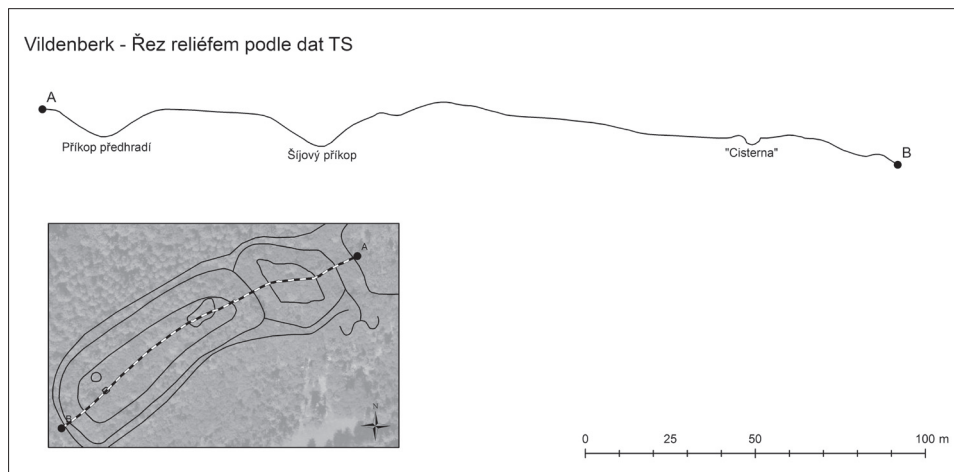 Vildenberk - Řez reliéfem podle dat TS
A
Příkop předhradí
Šíjový příkop
"Cisterna"
B
A
B
N
0 25 50 100 m